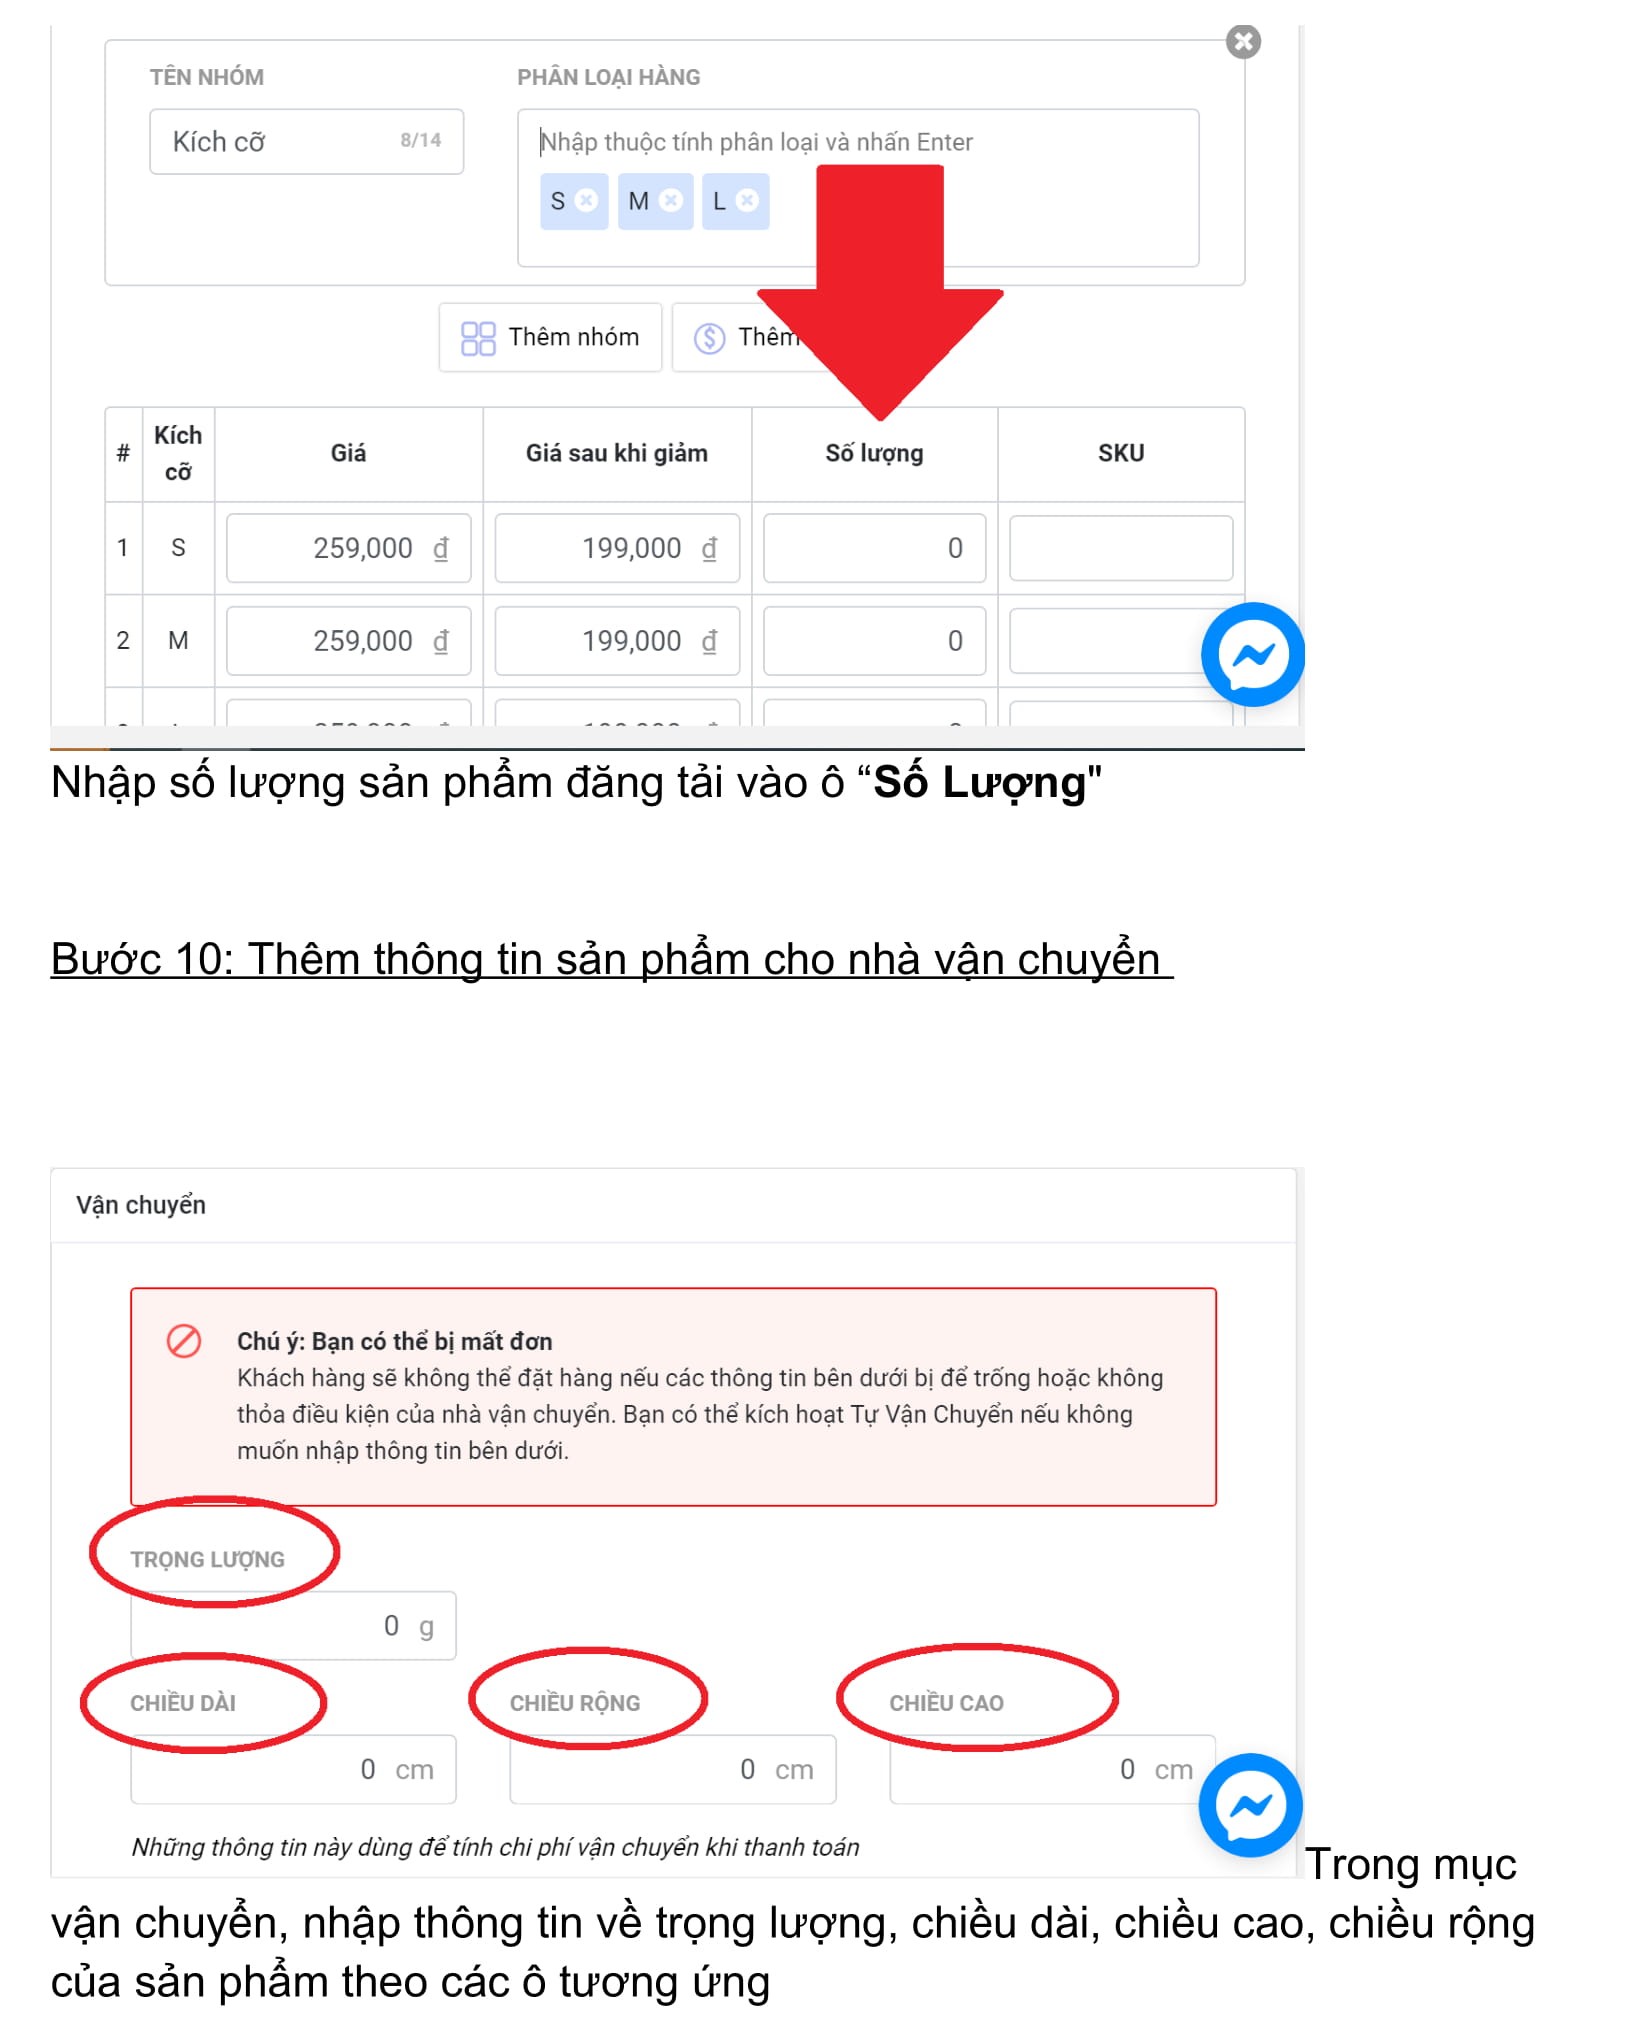 TÊN NHÓM PHÂN LOẠI HÀNG
Kích cỡ 8/14 Nhập thuộc tính phân loại và nhấn Enter
S M L
Thêm nhóm Thêm
# Kích cỡ Giá Giá sau khi giảm Số lượng SKU
1 S 259,000 đ 199,000 đ 0
2 M 259,000 đ 199,000 đ 0
Nhập số lượng sản phẩm đăng tải vào ô “Số Lượng"
Bước 10: Thêm thông tin sản phẩm cho nhà vận chuyển
Vận chuyển
Chú ý: Bạn có thể bị mất đơn
Khách hàng sẽ không thể đặt hàng nếu các thông tin bên dưới bị để trống hoặc không
thỏa điều kiện của nhà vận chuyển. Bạn có thể kích hoạt Tự Vận Chuyển nếu không
muốn nhập thông tin bên dưới.
TRỌNG LƯỢNG
0 g
CHIỀU DÀI CHIỀU RỘNG CHIỀU CAO
0 cm 0 cm 0 cm
Những thông tin này dùng để tính chi phí vận chuyển khi thanh toán
Trong mục
vận chuyển, nhập thông tin về trọng lượng, chiều dài, chiều cao, chiều rộng
của sản phẩm theo các ô tương ứng